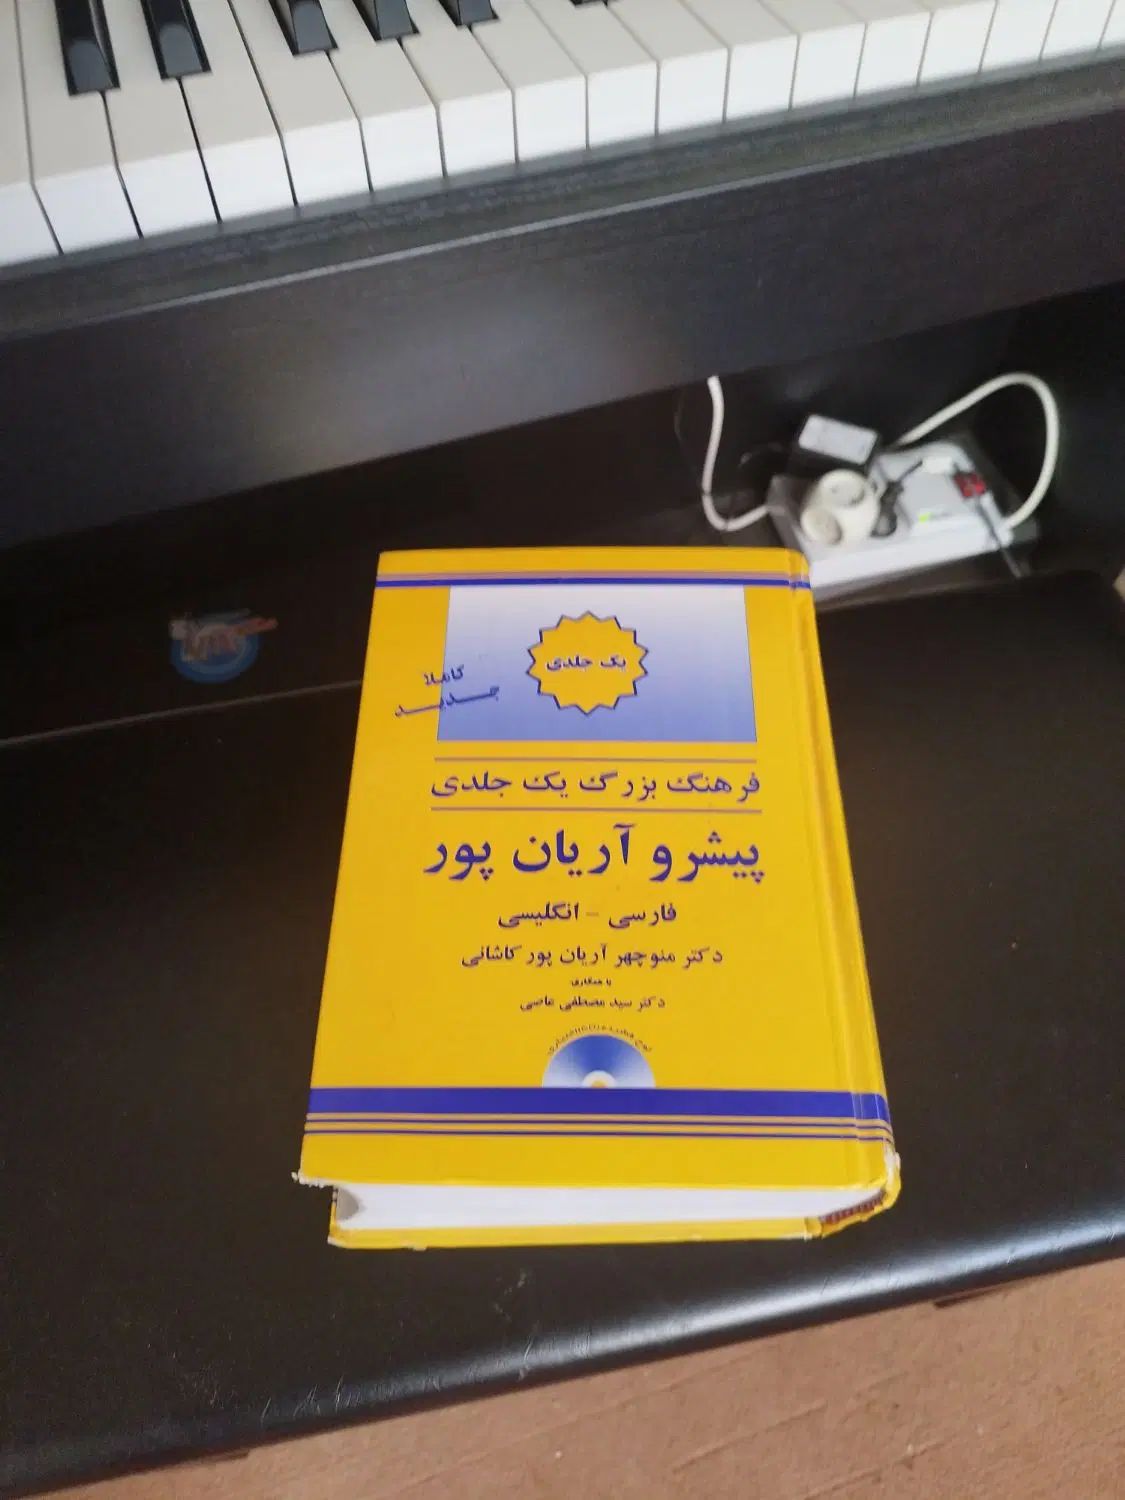 یک جلدی
کاملا
جدید
فرهنگ بزرگ یک جلدی
پیشرو آریان پور
فارسی - انگلیسی
دکتر منوچهر آریان پور کاشانی
با همکاری
دکتر سید مصطفی عاصی